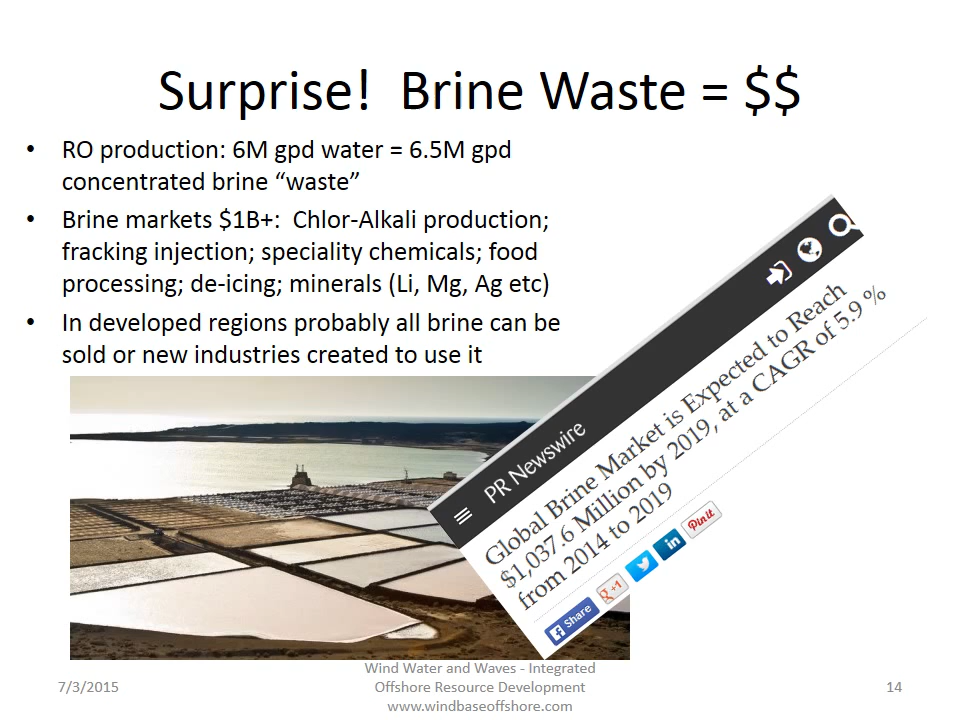 Surprise!  Brine Waste = $$
• RO production: 6M gpd water = 6.5M gpd
concentrated brine “waste”
• Brine markets $1B+:  Chlor-Alkali production;
fracking injection; speciality chemicals; food
processing; de-icing; minerals (Li, Mg, Ag etc)
• In developed regions probably all brine can be
sold or new industries created to use it
PR Newswire
Global Brine Market is Expected to Reach
$1,037.6 Million by 2019, at a CAGR of 5.9 %
from 2014 to 2019
Share
g+1
in
Pin it
7/3/2015
Wind Water and Waves - Integrated
Offshore Resource Development
www.windbaseoffshore.com
14